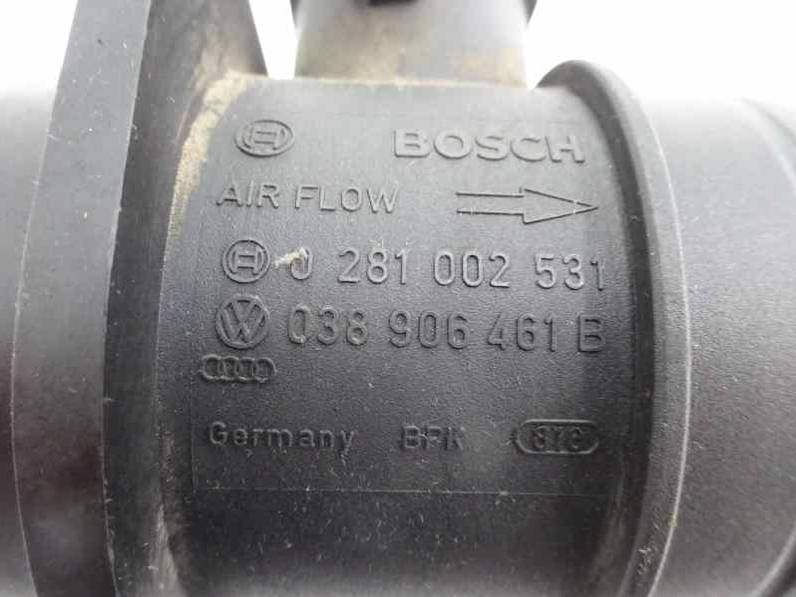 BOSCH
AIR FLOW
0 281 002 531
038 906 461 B
Germany BPK